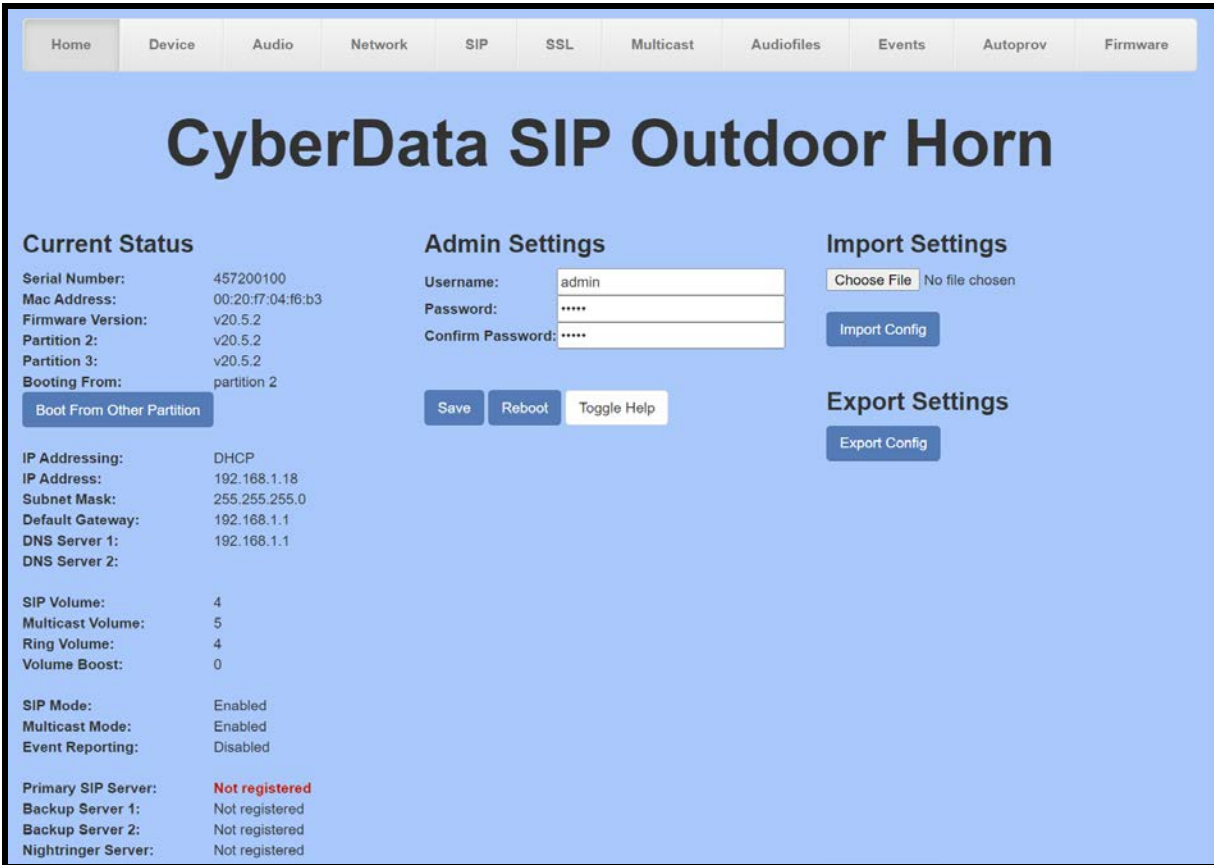 Home Device Audio Network SIP SSL Multicast Audiofiles Events Autoprov Firmware
CyberData SIP Outdoor Horn
Current Status
Serial Number: 457200100
Mac Address: 00:20:f7:04:f6:b3
Firmware Version: v20.5.2
Partition 2: v20.5.2
Partition 3: v20.5.2
Booting From: partition 2
Boot From Other Partition
IP Addressing: DHCP
IP Address: 192.168.1.18
Subnet Mask: 255.255.255.0
Default Gateway: 192.168.1.1
DNS Server 1: 192.168.1.1
DNS Server 2:
SIP Volume: 4
Multicast Volume: 5
Ring Volume: 4
Volume Boost: 0
SIP Mode: Enabled
Multicast Mode: Enabled
Event Reporting: Disabled
Primary SIP Server: Not registered
Backup Server 1: Not registered
Backup Server 2: Not registered
Nightringer Server: Not registered
Admin Settings
Username: admin
Password: •••••
Confirm Password: •••••
Save Reboot Toggle Help
Import Settings
Choose File No file chosen
Import Config
Export Settings
Export Config